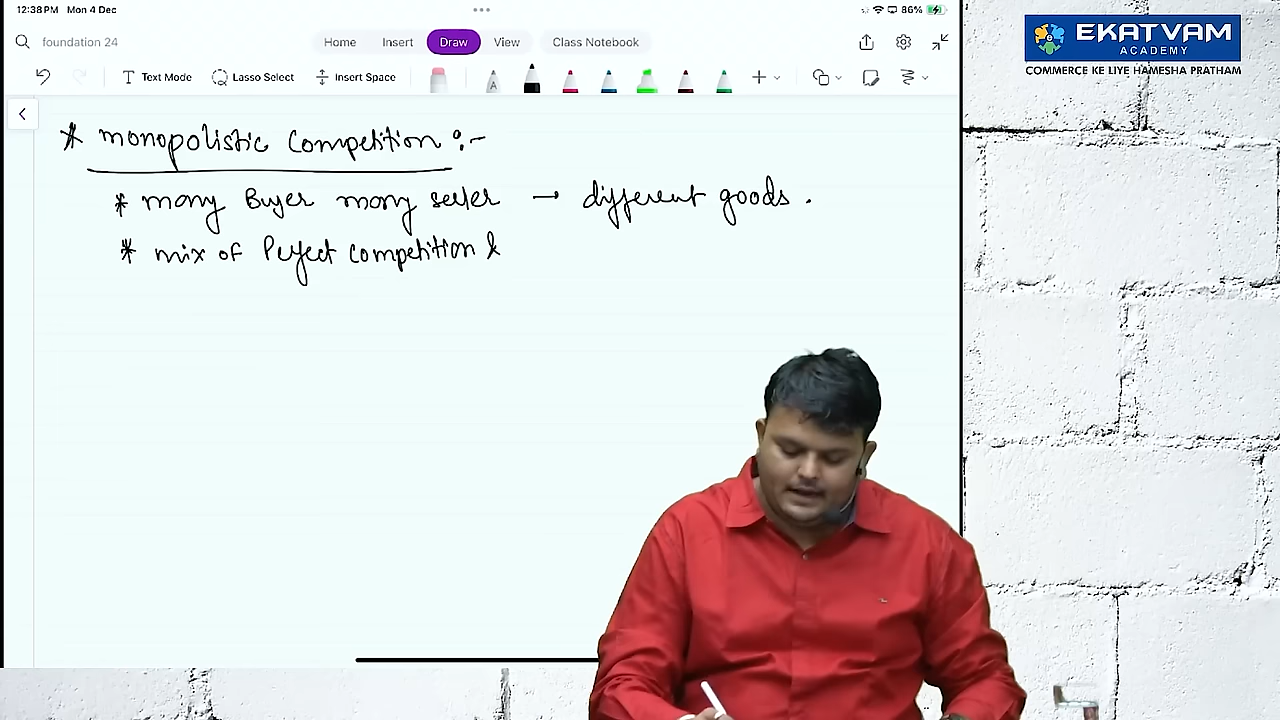 12:38PM Mon 4 Dec
86%
foundation 24
Home Insert Draw View Class Notebook
Text Mode Lasso Select Insert Space
* monopolistic Competition :-
* many Buyer many seller → different goods .
* mix of Perfect competition &
EKATVAM
ACADEMY
COMMERCE KE LIYE HAMESHA PRATHAM